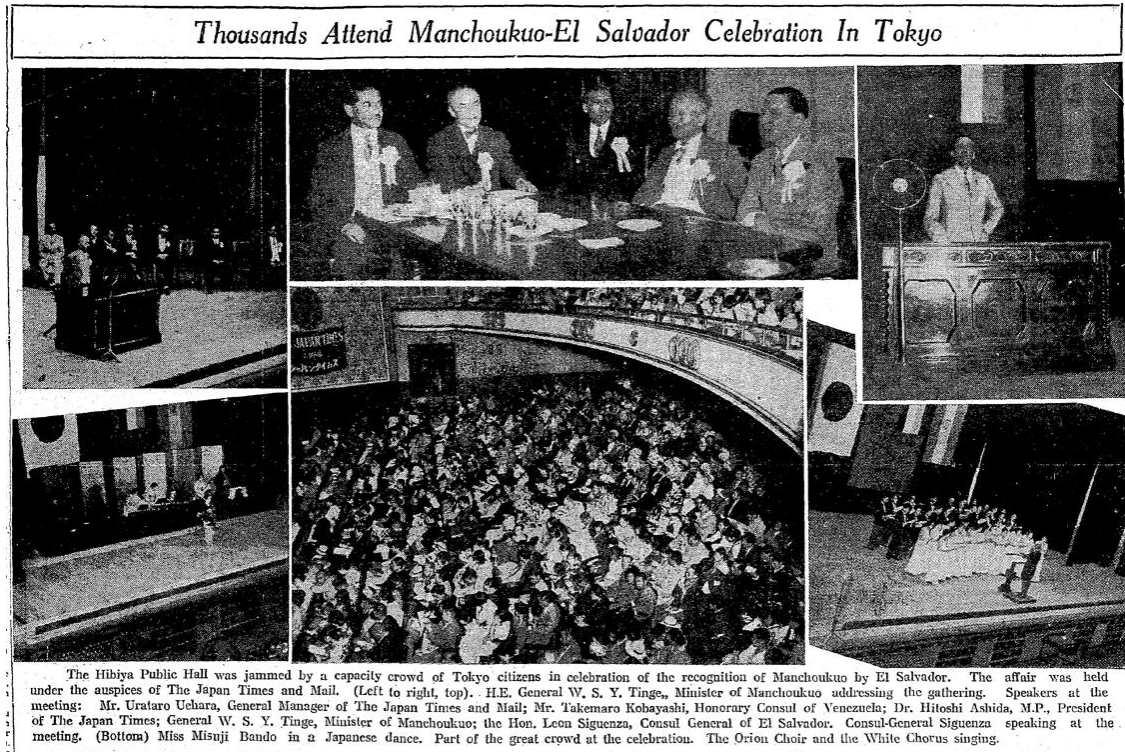 Thousands Attend Manchoukuo-El Salvador Celebration In Tokyo
JAPAN TIMES
The Hibiya Public Hall was jammed by a capacity crowd of Tokyo citizens in celebration of the recognition of Manchoukuo by El Salvador. The affair was held
under the auspices of The Japan Times and Mail. (Left to right, top). H.E. General W. S. Y. Tinge,, Minister of Manchoukuo addressing the gathering. Speakers at the
meeting: Mr. Urataro Uehara, General Manager of The Japan Times and Mail; Mr. Takemaro Kobayashi, Honorary Consul of Venezuela; Dr. Hitoshi Ashida, M.P., President
of The Japan Times; General W. S. Y. Tinge, Minister of Manchoukuo; the Hon. Leon Siguenza, Consul General of El Salvador. Consul-General Siguenza speaking at the
meeting. (Bottom) Miss Misuji Bando in a Japanese dance. Part of the great crowd at the celebration. The Orion Choir and the White Chorus singing.